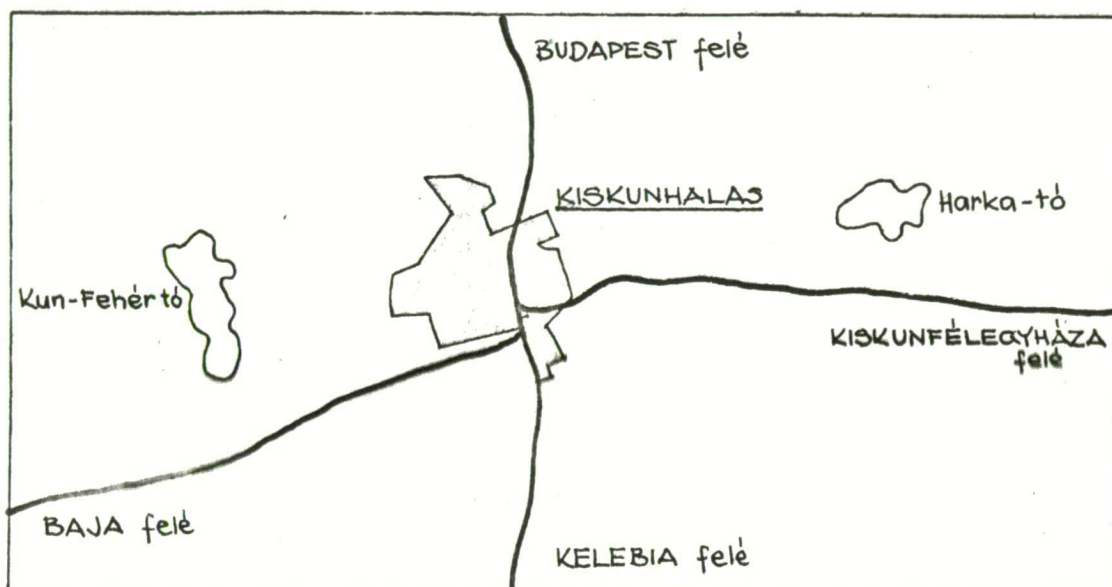 BUDAPEST felé
KISKUNHALAS
Harka-tó
Kun-Fehértó
KISKUNFÉLEGYHÁZA
felé
BAJA felé
KELEBIA felé